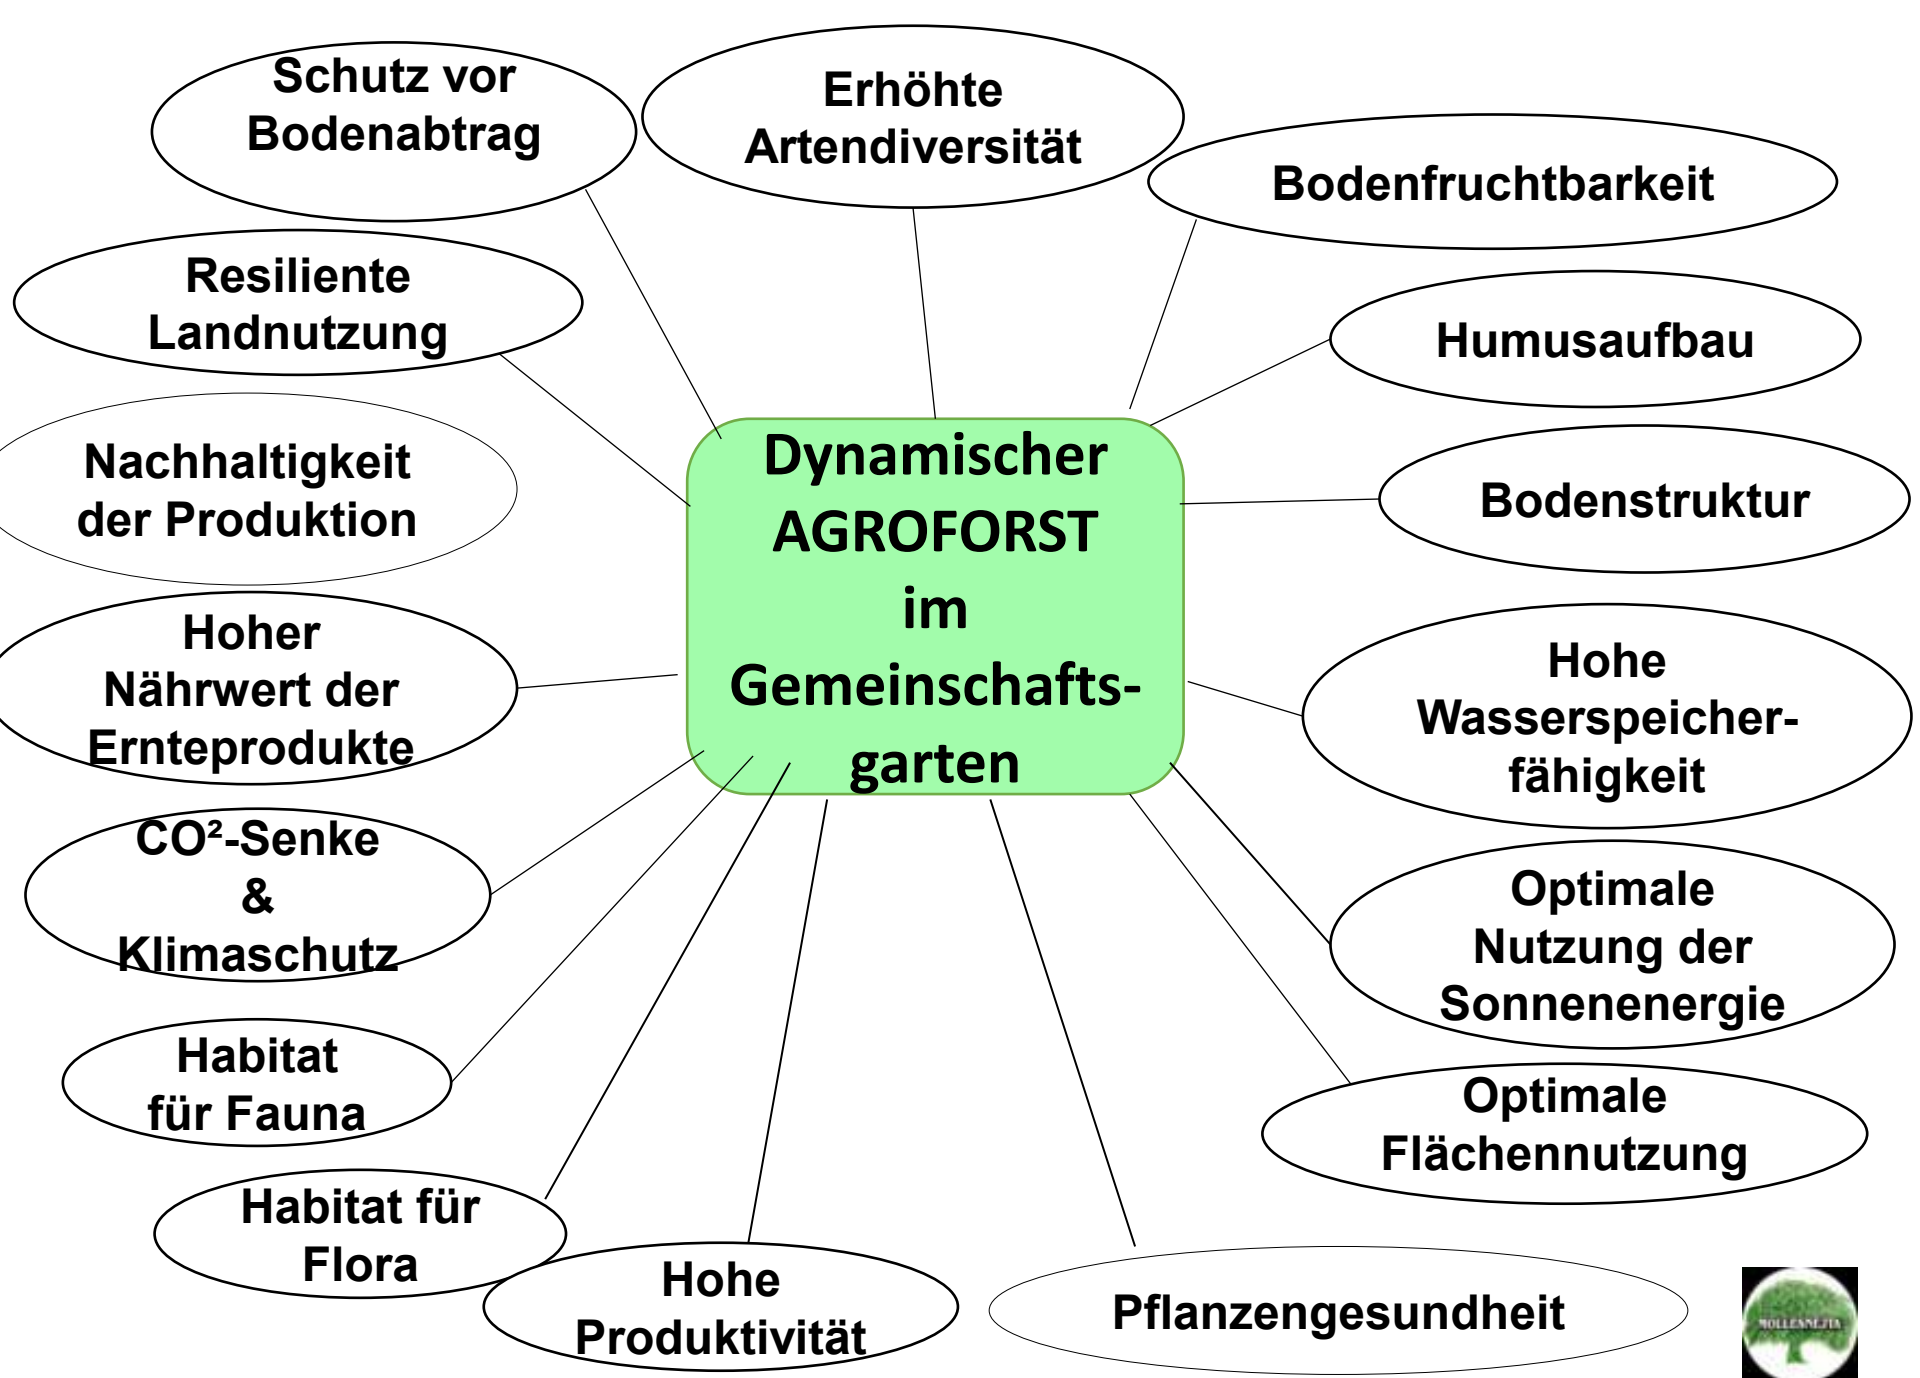 Schutz vor
Bodenabtrag
Erhöhte
Artendiversität
Bodenfruchtbarkeit
Resiliente
Landnutzung
Humusaufbau
Nachhaltigkeit
der Produktion
Dynamischer
AGROFORST
im
Gemeinschafts-
garten
Bodenstruktur
Hoher
Nährwert der
Ernteprodukte
Hohe
Wasserspeicher-
fähigkeit
CO²-Senke
&
Klimaschutz
Optimale
Nutzung der
Sonnenenergie
Habitat
für Fauna
Optimale
Flächennutzung
Habitat für
Flora
Hohe
Produktivität
Pflanzengesundheit